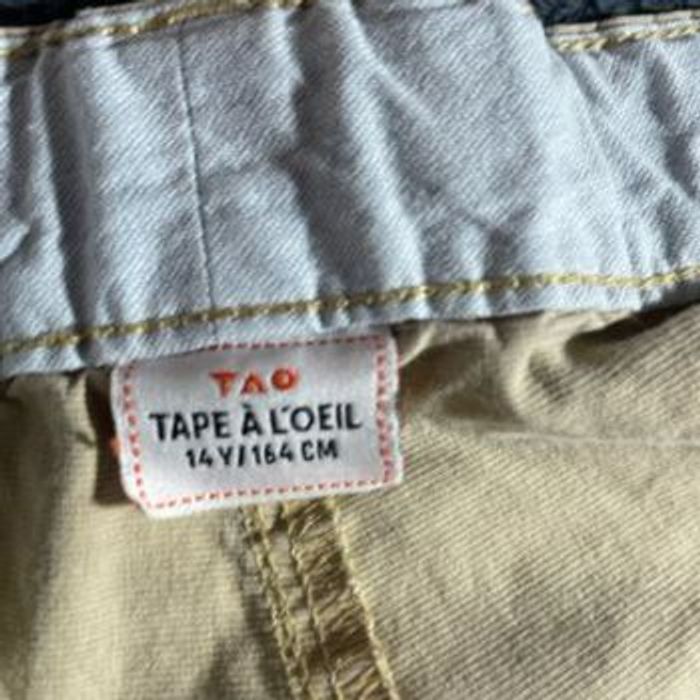 TAO
TAPE À L'OEIL
14 Y/164 CM